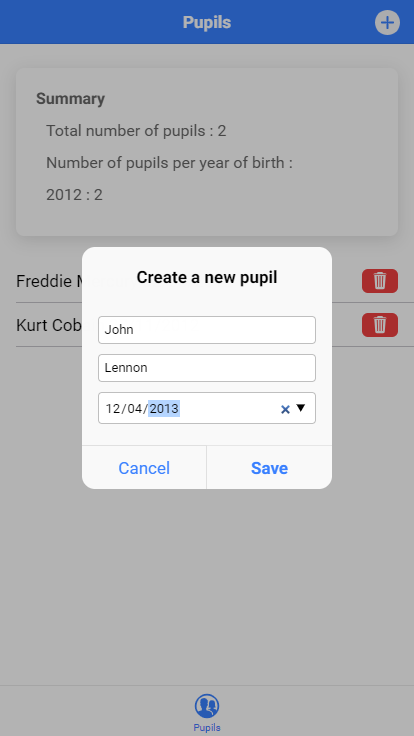 Pupils
Summary
Total number of pupils : 2
Number of pupils per year of birth :
2012 : 2
Freddie
Kurt
Create a new pupil
John
Lennon
12/04/2013
Cancel
Save
Pupils